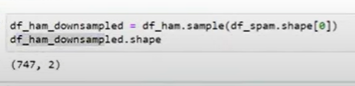 df_ham_downsampled = df_ham.sample(df_spam.shape[0])
df_ham_downsampled.shape
(747, 2)